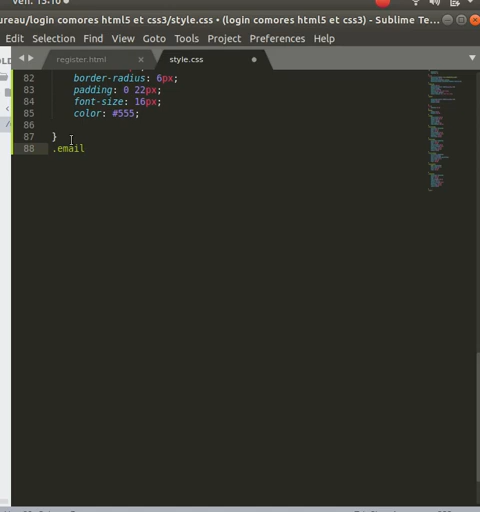 ven. 13:10
ureau/login comores html5 et css3/style.css • (login comores html5 et css3) - Sublime Te...
Edit Selection Find View Goto Tools Project Preferences Help
register.html × style.css
82 border-radius: 6px;
83 padding: 0 22px;
84 font-size: 16px;
85 color: #555;
86
87 }
88 .email